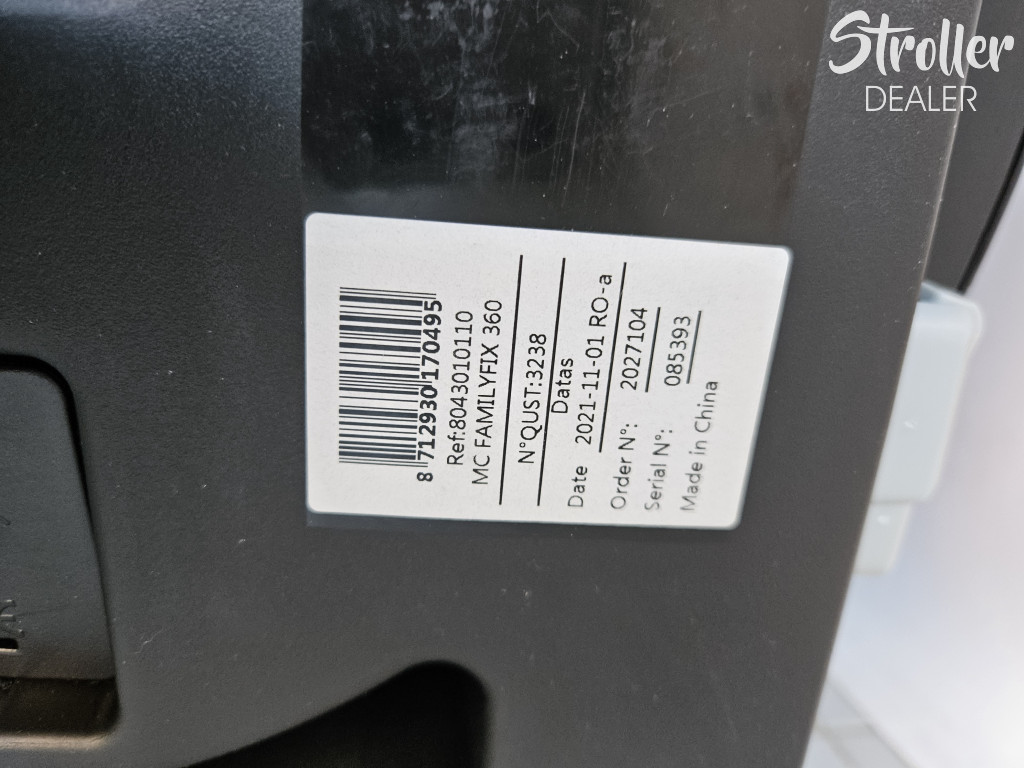 Stroller
DEALER
8 712930 170495
Ref:8043010110
MC FAMILYFIX 360
N°QUST:3238
Datas
Date 2021-11-01 RO-a
Order N°: 2027104
Serial N°: 085393
Made in China